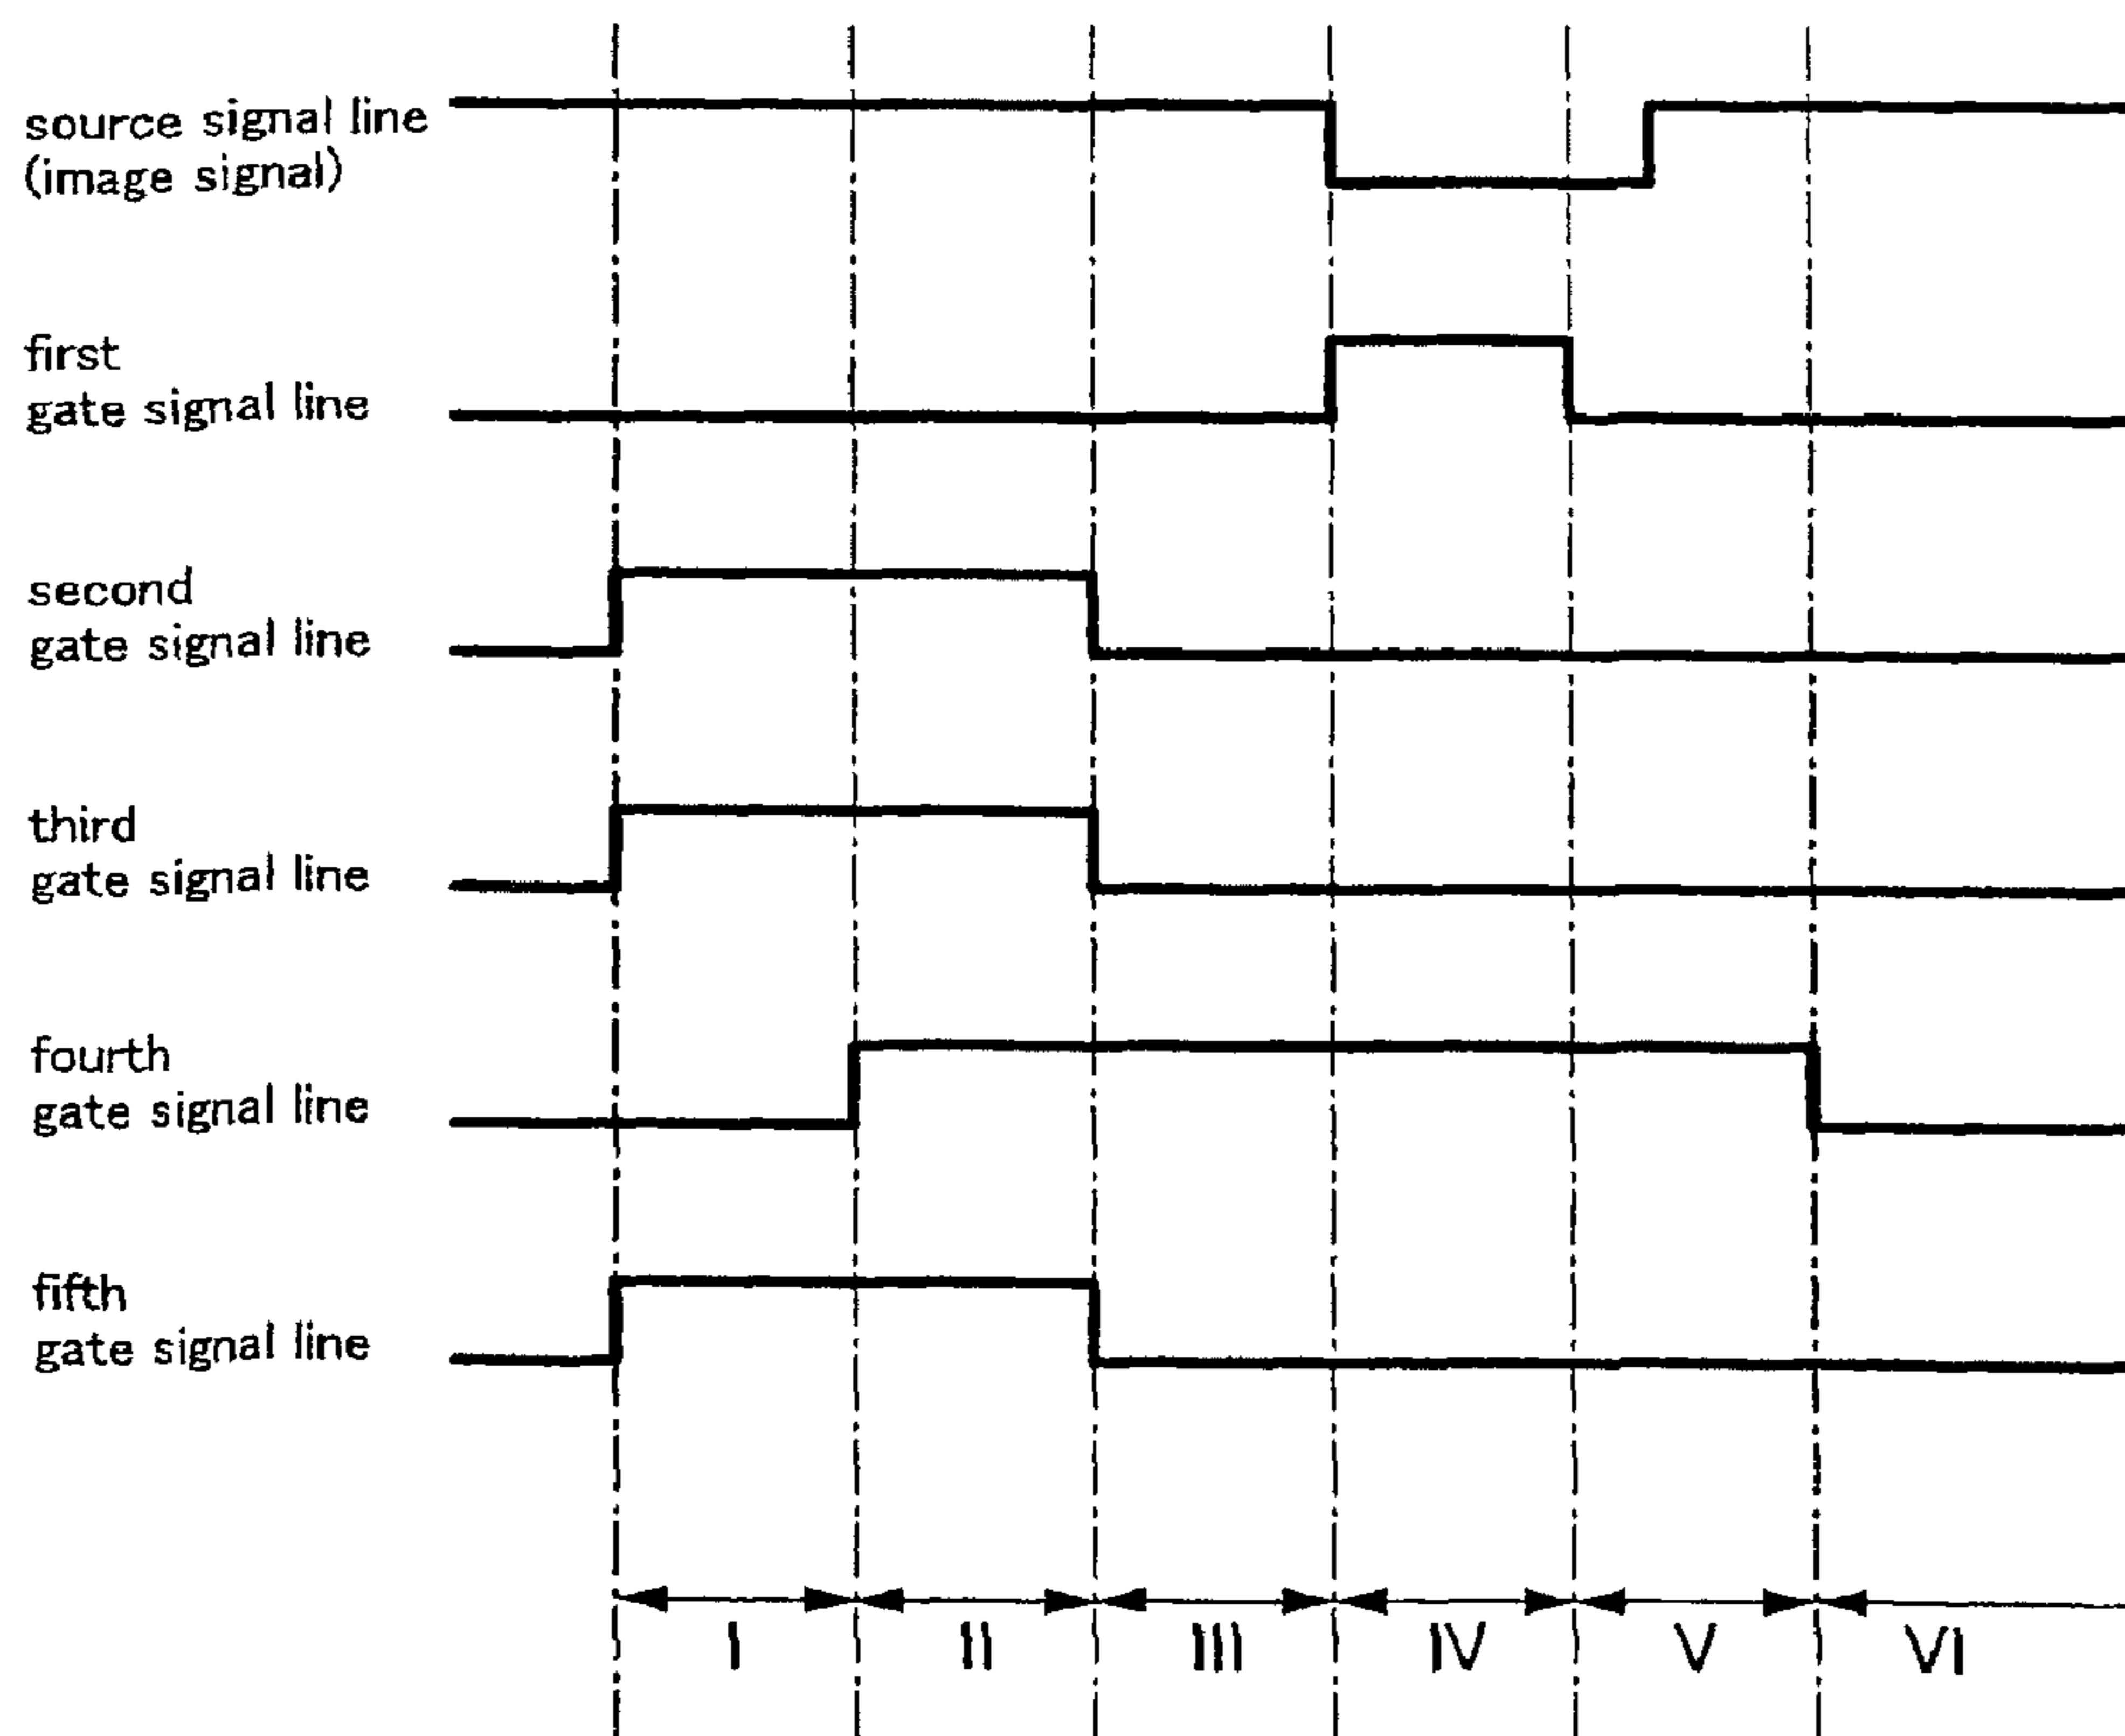 source signal line
(image signal)
first
gate signal line
second
gate signal line
third
gate signal line
fourth
gate signal line
fifth
gate signal line
I II III IV V VI